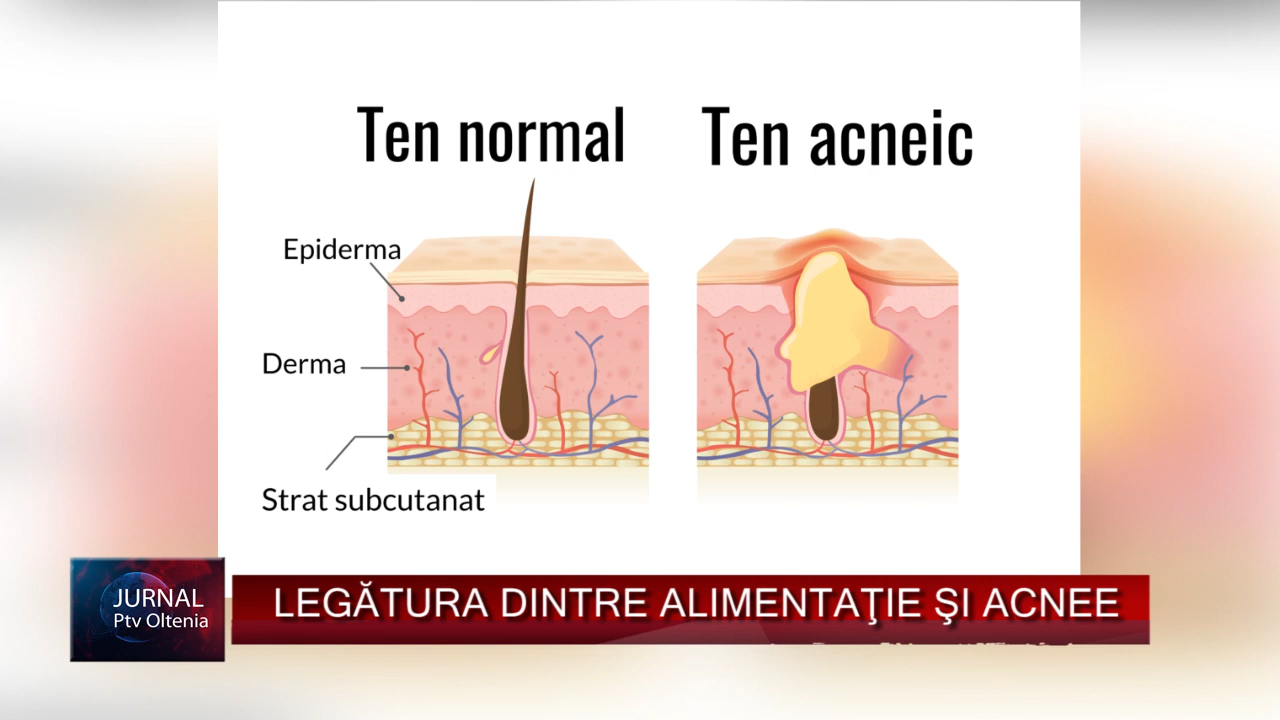 Ten normal
Ten acneic
Epiderma
Derma
Strat subcutanat
JURNAL
Ptv Oltenia
LEGĂTURA DINTRE ALIMENTAŢIE ŞI ACNEE